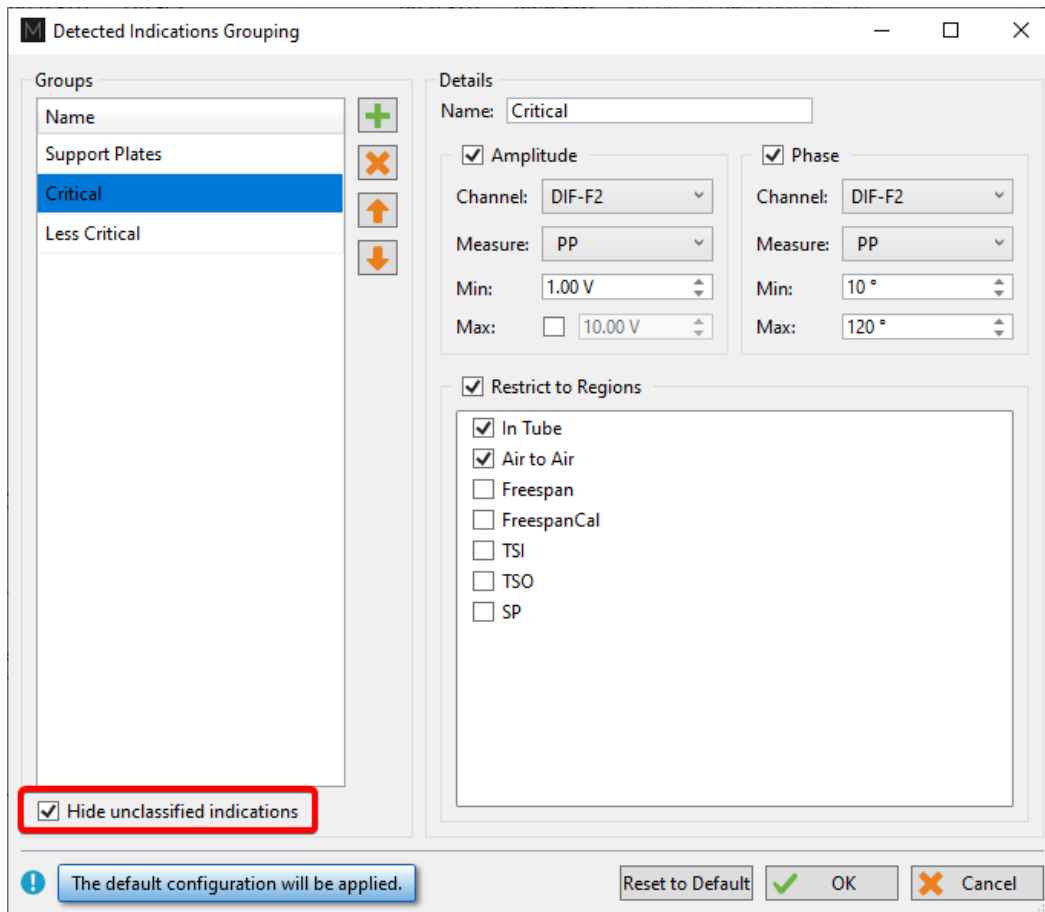 M Detected Indications Grouping
Groups
Name
Support Plates
Critical
Less Critical
Hide unclassified indications
Details
Name: Critical
Amplitude
Channel: DIF-F2
Measure: PP
Min: 1.00 V
Max: 10.00 V
Phase
Channel: DIF-F2
Measure: PP
Min: 10 °
Max: 120 °
Restrict to Regions
In Tube
Air to Air
Freespan
FreespanCal
TSI
TSO
SP
The default configuration will be applied.
Reset to Default
OK
Cancel